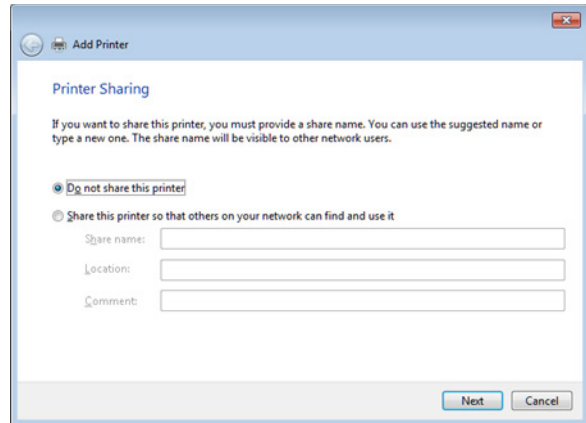 Add Printer
Printer Sharing
If you want to share this printer, you must provide a share name. You can use the suggested name or
type a new one. The share name will be visible to other network users.
Do not share this printer
Share this printer so that others on your network can find and use it
Share name:
Location:
Comment:
Next Cancel